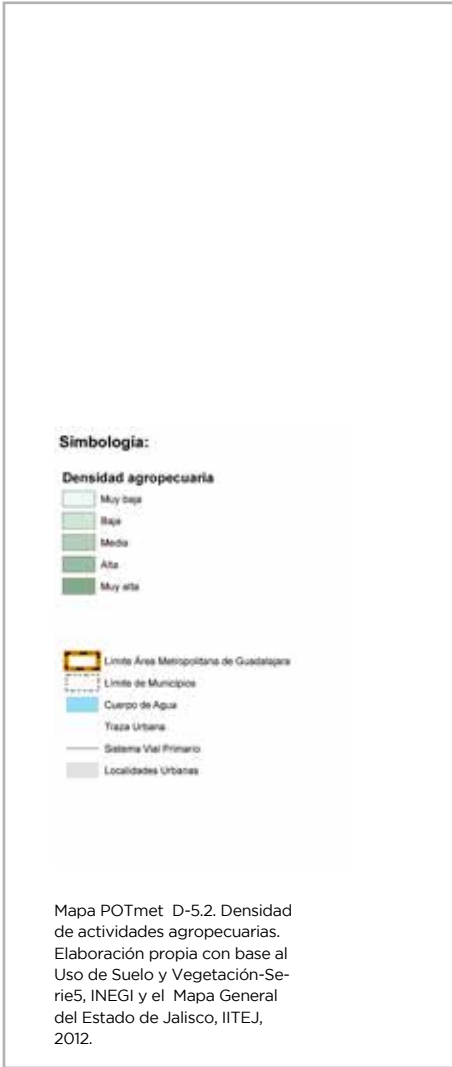 Simbología:
Densidad agropecuaria
Muy baja
Baja
Media
Alta
Muy alta
Límite Área Metropolitana de Guadalajara
Límite de Municipios
Cuerpo de Agua
Traza Urbana
Sistema Vial Primario
Localidades Urbanas
Mapa POTmet D-5.2. Densidad
de actividades agropecuarias.
Elaboración propia con base al
Uso de Suelo y Vegetación-Se-
rie5, INEGI y el Mapa General
del Estado de Jalisco, IITEJ,
2012.